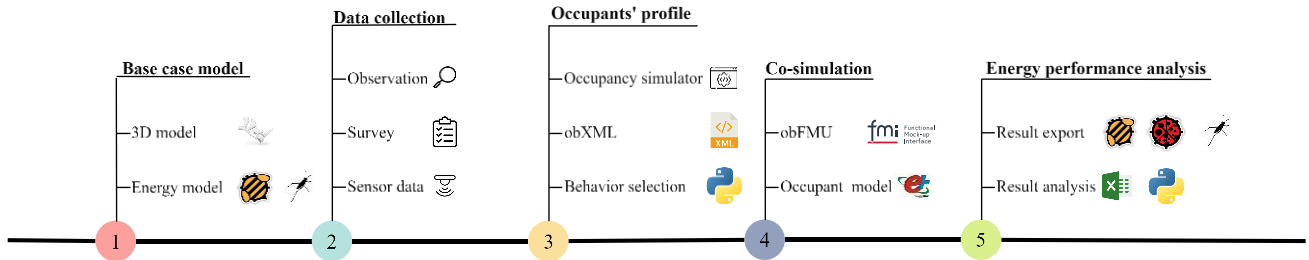 Base case model
3D model
Energy model
1
Data collection
Observation
Survey
Sensor data
2
Occupants' profile
Occupancy simulator
obXML
XML
Behavior selection
3
Co-simulation
obFMU
fmi Functional
Mock-up
Interface
Occupant model
et
4
Energy performance analysis
Result export
Result analysis
X
5